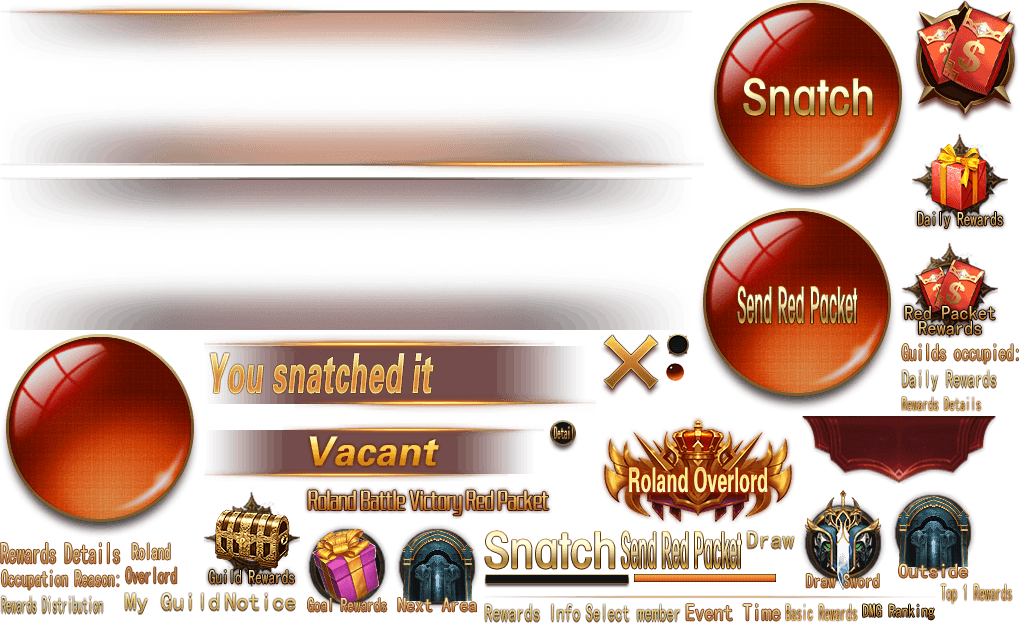 Snatch
Daily Rewards
Send Red Packet
Red Packet
Rewards
Guilds occupied:
Daily Rewards
Rewards Details
You snatched it
Vacant
Detail
Roland Overlord
Roland Battle Victory Red Packet
Snatch
Send Red Packet
Draw
Rewards Details
Roland
Overlord
Occupation Reason:
Rewards Distribution
My Guild
Notice
Guild Rewards
Goal Rewards
Next Area
Draw Sword
Outside
Top 1 Rewards
Rewards Info
Select member
Event Time
Basic Rewards
DMG Ranking